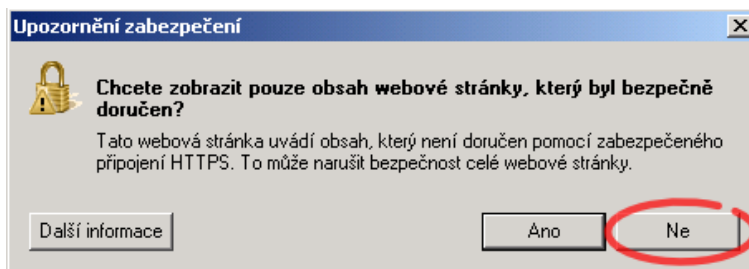 Upozornění zabezpečení
Chcete zobrazit pouze obsah webové stránky, který byl bezpečně
doručen?
Tato webová stránka uvádí obsah, který není doručen pomocí zabezpečeného
připojení HTTPS. To může narušit bezpečnost celé webové stránky.
Další informace
Ano
Ne